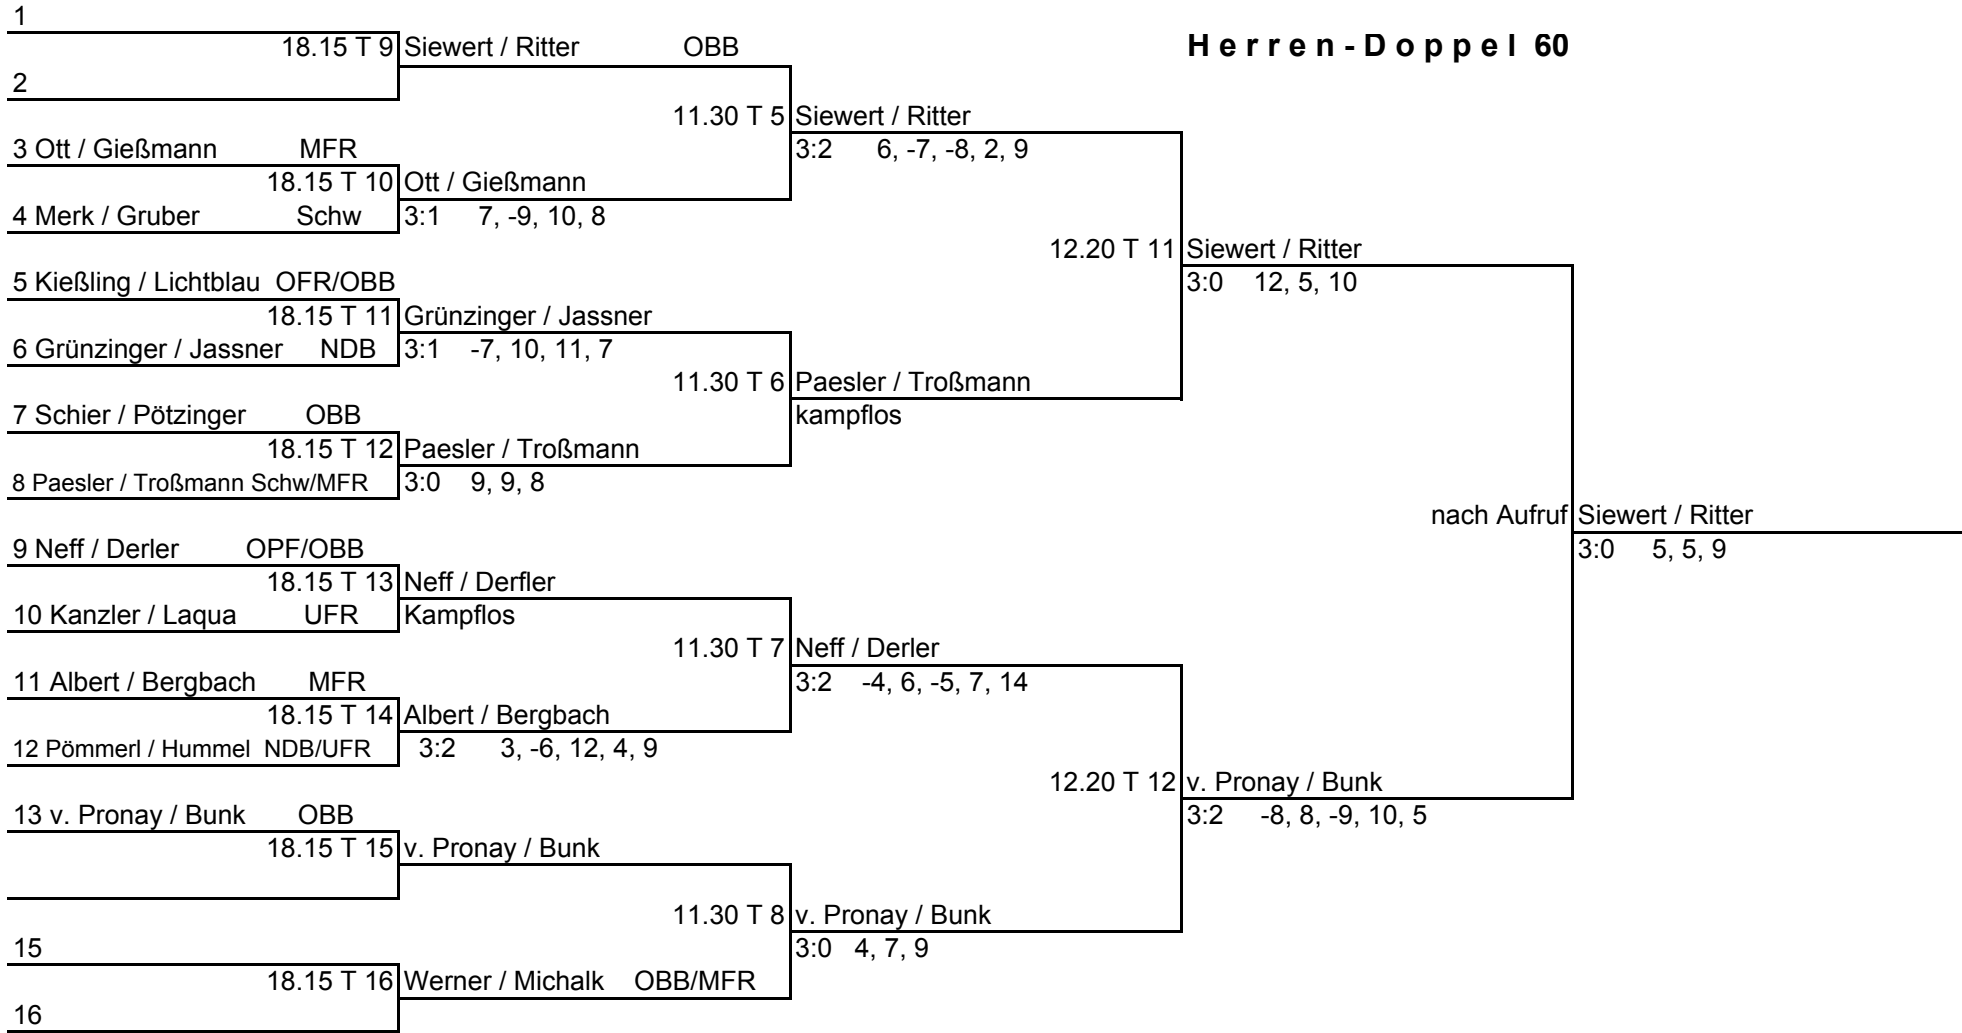 1
18.15 T 9 Siewert / Ritter OBB H e r r e n - D o p p e l 60
2
11.30 T 5 Siewert / Ritter
3 Ott / Gießmann MFR 3:2 6, -7, -8, 2, 9
18.15 T 10 Ott / Gießmann
4 Merk / Gruber Schw 3:1 7, -9, 10, 8
12.20 T 11 Siewert / Ritter
5 Kießling / Lichtblau OFR/OBB 3:0 12, 5, 10
18.15 T 11 Grünzinger / Jassner
6 Grünzinger / Jassner NDB 3:1 -7, 10, 11, 7
11.30 T 6 Paesler / Troßmann
7 Schier / Pötzinger OBB kampflos
18.15 T 12 Paesler / Troßmann
8 Paesler / Troßmann Schw/MFR 3:0 9, 9, 8
nach Aufruf Siewert / Ritter
9 Neff / Derler OPF/OBB 3:0 5, 5, 9
18.15 T 13 Neff / Derfler
10 Kanzler / Laqua UFR Kampflos
11.30 T 7 Neff / Derler
11 Albert / Bergbach MFR 3:2 -4, 6, -5, 7, 14
18.15 T 14 Albert / Bergbach
12 Pömmerl / Hummel NDB/UFR 3:2 3, -6, 12, 4, 9
12.20 T 12 v. Pronay / Bunk
13 v. Pronay / Bunk OBB 3:2 -8, 8, -9, 10, 5
18.15 T 15 v. Pronay / Bunk
11.30 T 8 v. Pronay / Bunk
15 3:0 4, 7, 9
18.15 T 16 Werner / Michalk OBB/MFR
16